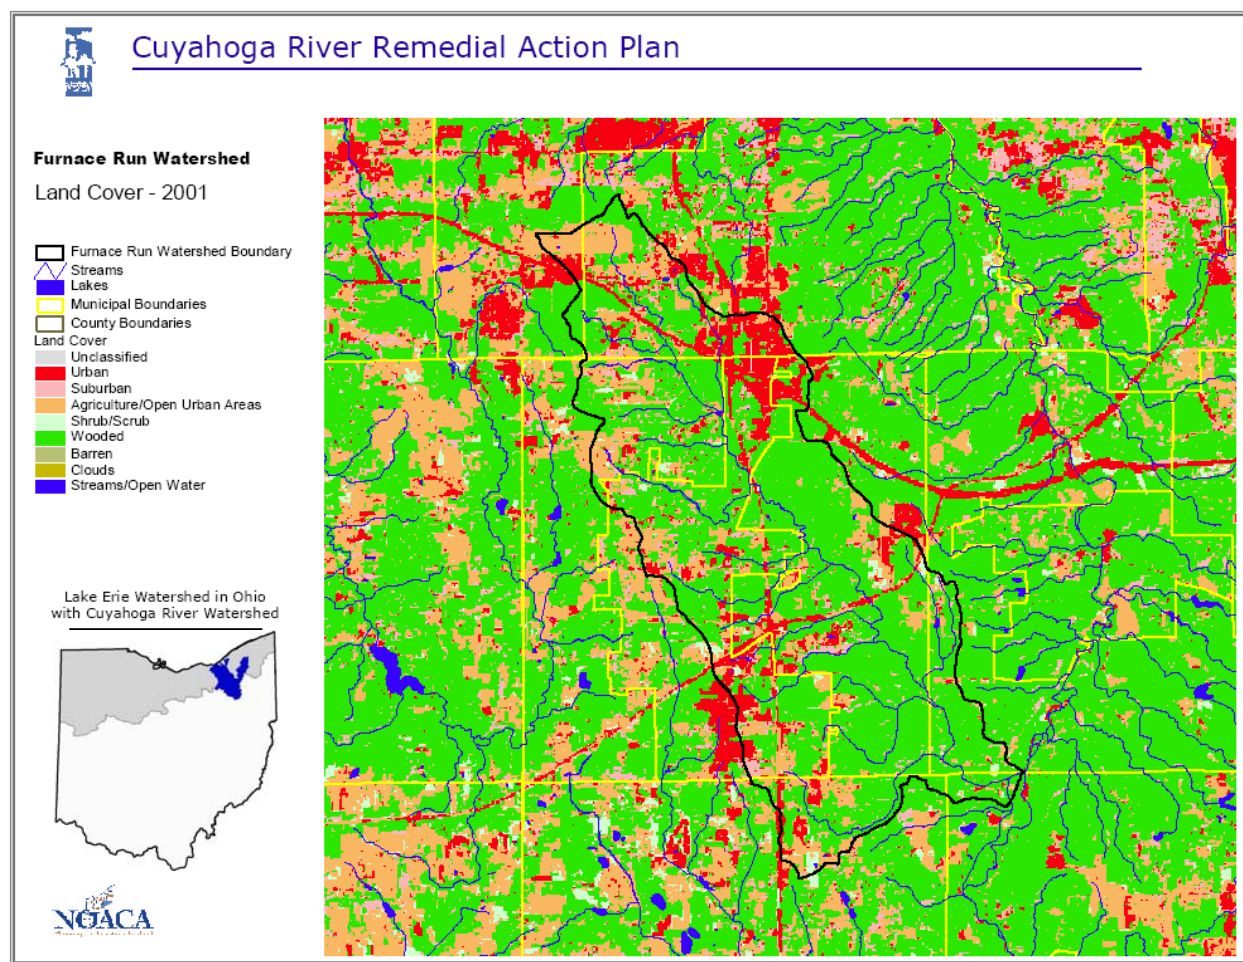 Cuyahoga River Remedial Action Plan
Furnace Run Watershed
Land Cover - 2001
Furnace Run Watershed Boundary
Streams
Lakes
Municipal Boundaries
County Boundaries
Land Cover
Unclassified
Urban
Suburban
Agriculture/Open Urban Areas
Shrub/Scrub
Wooded
Barren
Clouds
Streams/Open Water
Lake Erie Watershed in Ohio
with Cuyahoga River Watershed
NOACA